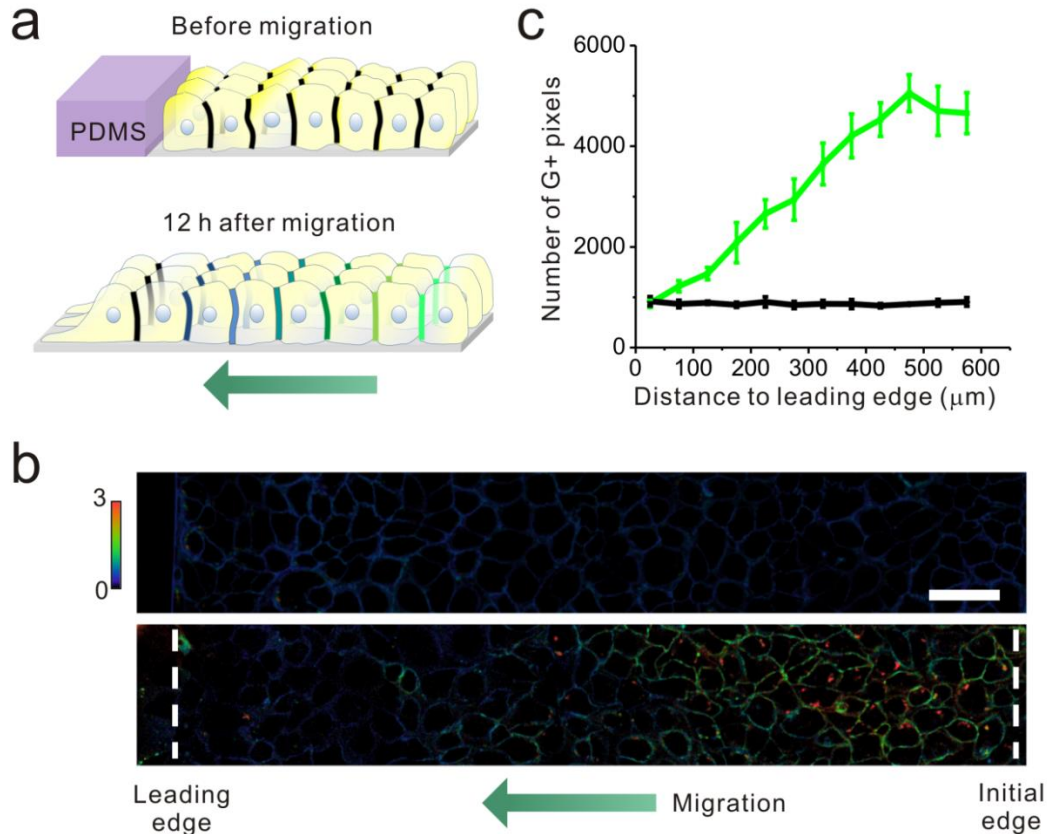 a
Before migration
PDMS
12 h after migration
c
Number of G+ pixels
6000
4000
2000
0
0 100 200 300 400 500 600
Distance to leading edge (μm)
b
3
0
Leading
edge
Migration
Initial
edge